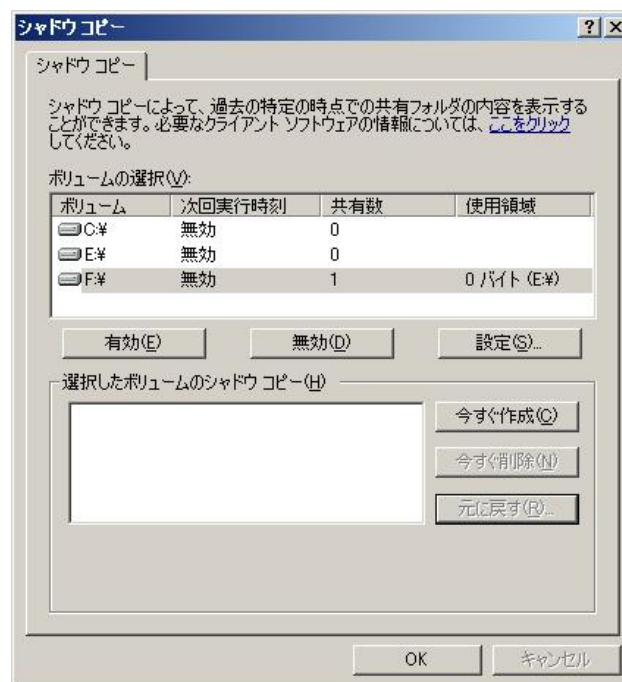 シャドウ コピー
シャドウ コピー
シャドウ コピーによって、過去の特定の時点での共有フォルダの内容を表示する
ことができます。必要なクライアント ソフトウェアの情報については、ここをクリック
してください。
ボリュームの選択(V):
ボリューム 次回実行時刻 共有数 使用領域
C:¥ 無効 0
E:¥ 無効 0
F:¥ 無効 1 0 バイト (E:¥)
有効(E) 無効(D) 設定(S)...
選択したボリュームのシャドウ コピー(H)
今すぐ作成(C)
今すぐ削除(N)
元に戻す(R)...
OK キャンセル